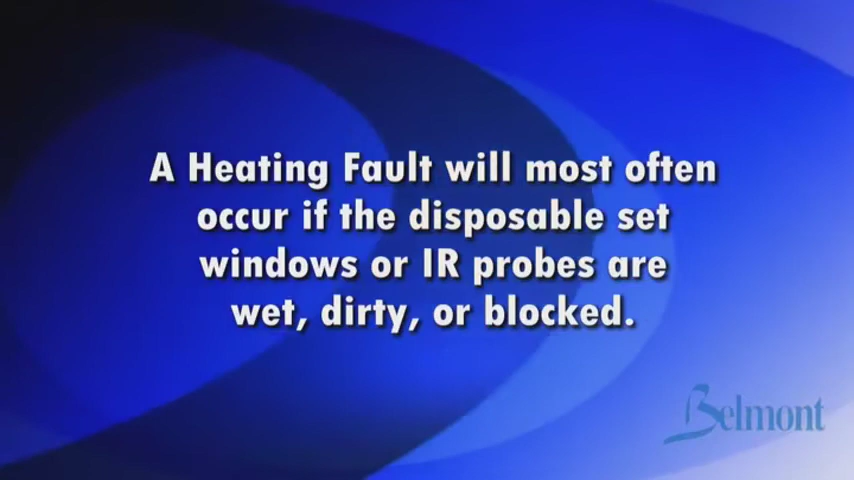 A Heating Fault will most often
occur if the disposable set
windows or IR probes are
wet, dirty, or blocked.
Belmont